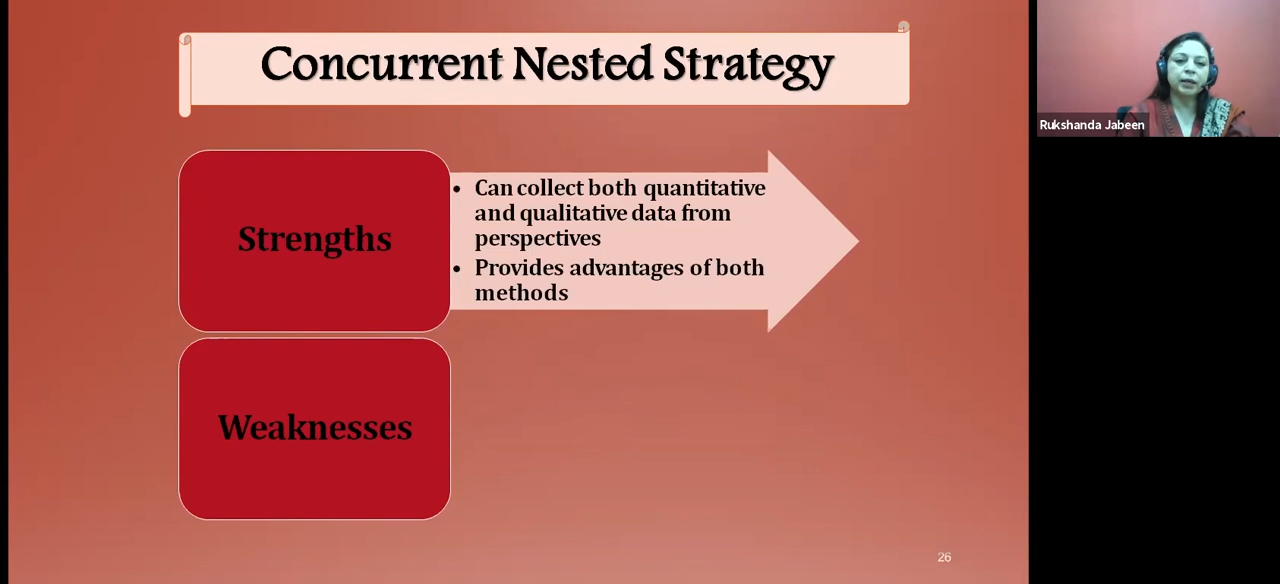 Concurrent Nested Strategy
Strengths
• Can collect both quantitative
and qualitative data from
perspectives
• Provides advantages of both
methods
Weaknesses
26
Rukshanda Jabeen